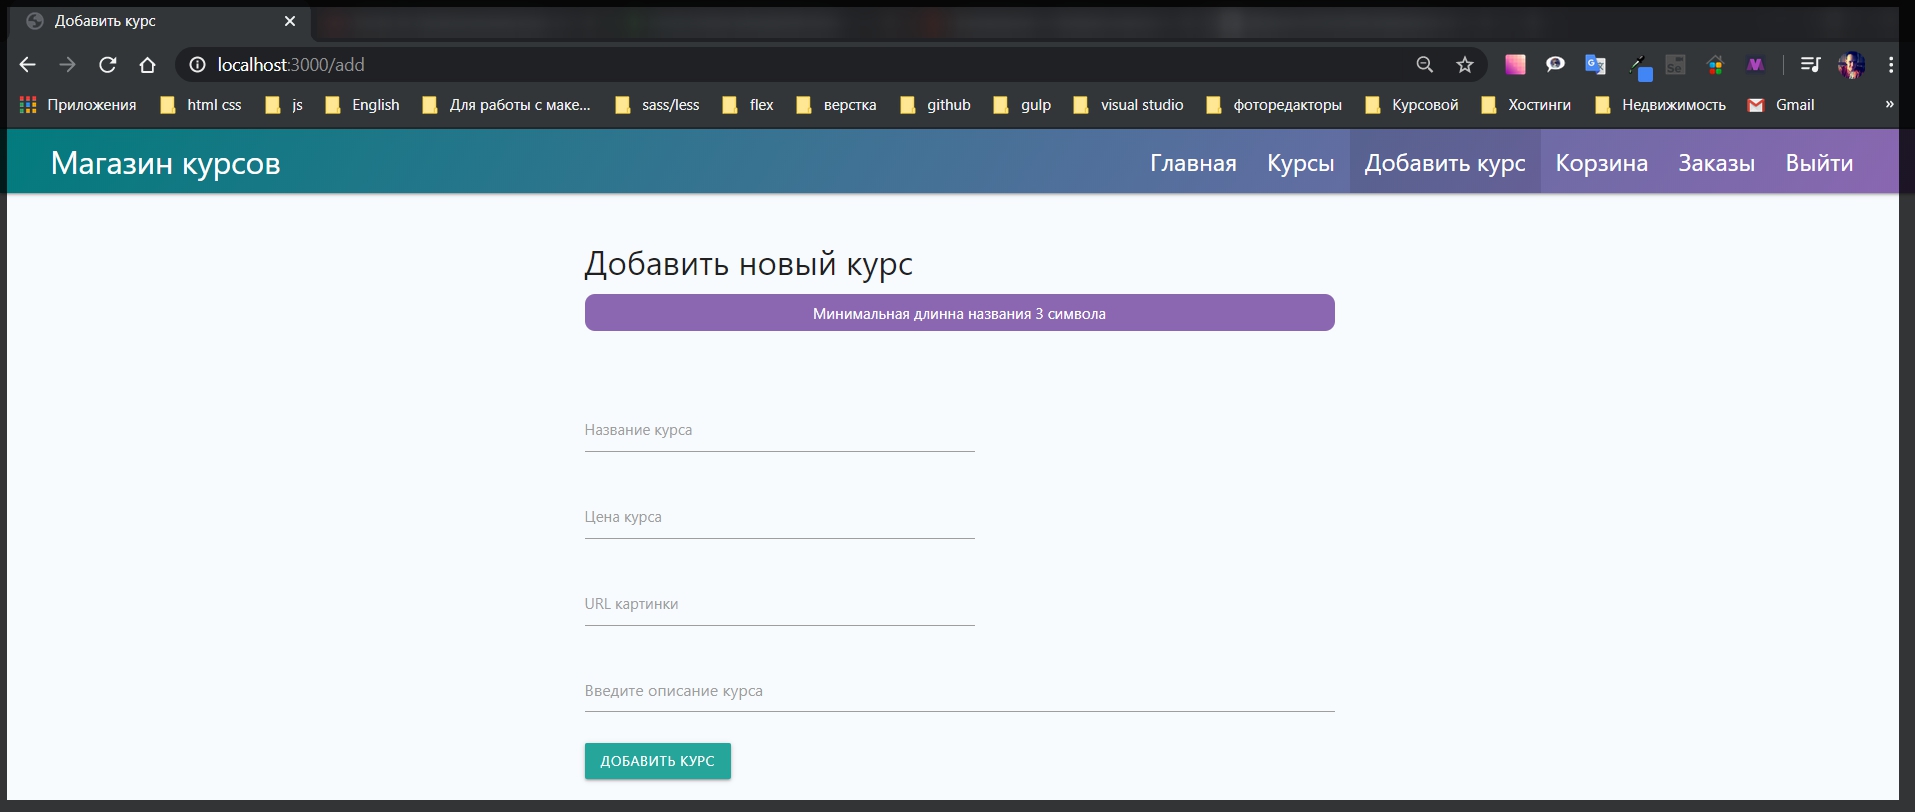 Добавить курс
localhost:3000/add
Приложения html css js English Для работы с маке... sass/less flex верстка github gulp visual studio фоторедакторы Курсовой Хостинги Недвижимость Gmail »
Магазин курсов Главная Курсы Добавить курс Корзина Заказы Выйти
Добавить новый курс
Минимальная длинна названия 3 символа
Название курса
Цена курса
URL картинки
Введите описание курса
ДОБАВИТЬ КУРС